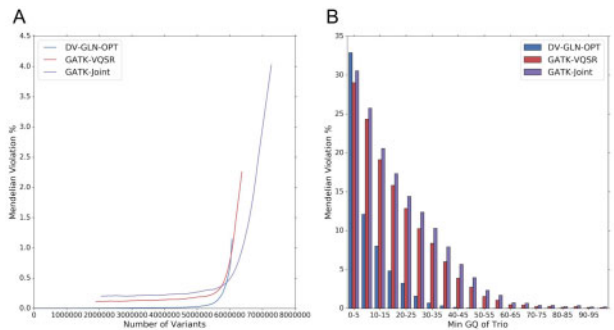 A
DV-GLN-OPT
GATK-VQSR
GATK-Joint
Mendelian Violation %
4.5
4.0
3.5
3.0
2.5
2.0
1.5
1.0
0.5
0.0
0 1000000 2000000 3000000 4000000 5000000 6000000 7000000 8000000
Number of Variants
B
DV-GLN-OPT
GATK-VQSR
GATK-Joint
Mendelian Violation %
35
30
25
20
15
10
5
0
0-5 10-15 20-25 30-35 40-45 50-55 60-65 70-75 80-85 90-95
Min GQ of Trio